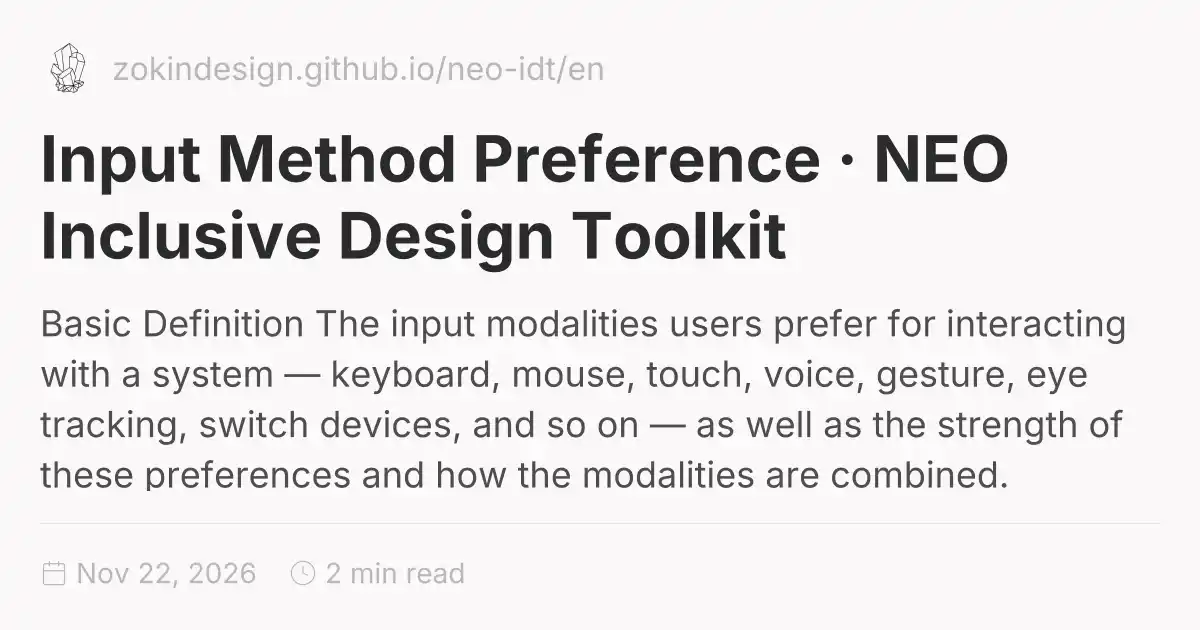 zokindesign.github.io/neo-idt/en
Input Method Preference · NEO
Inclusive Design Toolkit
Basic Definition The input modalities users prefer for interacting
with a system — keyboard, mouse, touch, voice, gesture, eye
tracking, switch devices, and so on — as well as the strength of
these preferences and how the modalities are combined.
Nov 22, 2026 2 min read